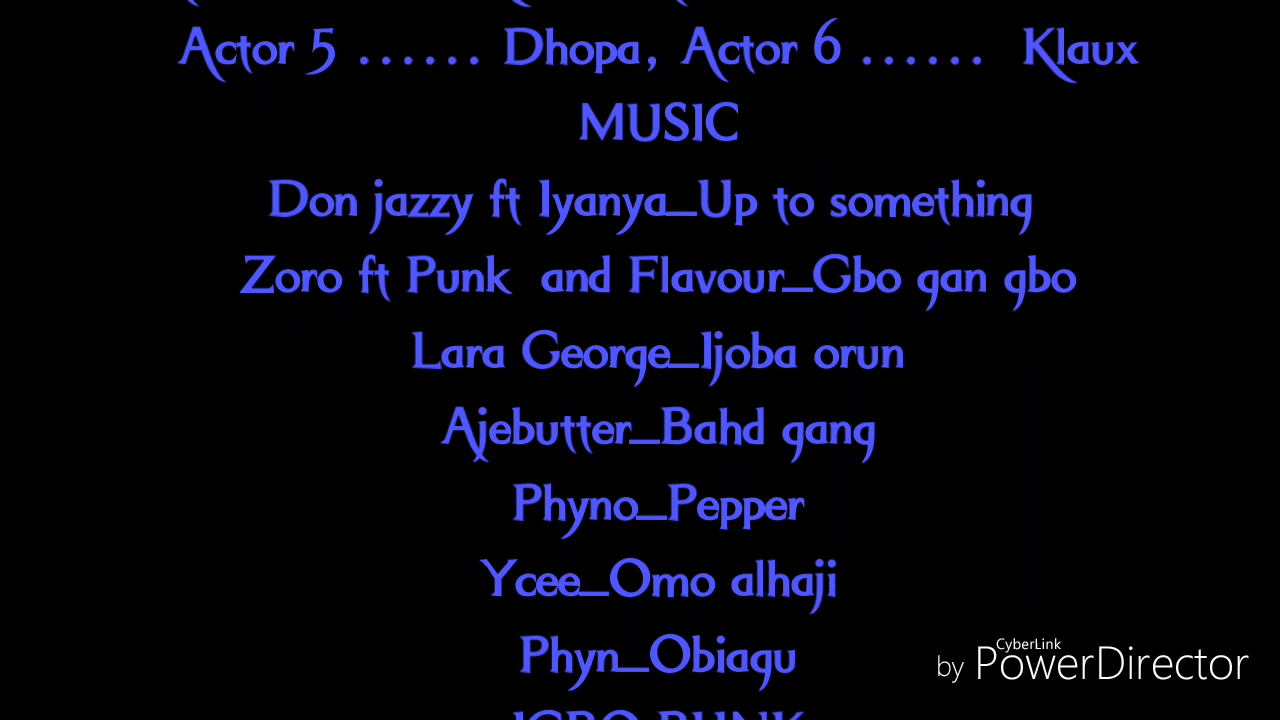 Actor 5 ...... Dhopa, Actor 6 ...... Klaux
MUSIC
Don jazzy ft Iyanya_Up to something
Zoro ft Punk and Flavour_Gbo gan gbo
Lara George_Ijoba orun
Ajebutter_Bahd gang
Phyno_Pepper
Ycee_Omo alhaji
Phyn_Obiagu
CyberLink
by PowerDirector